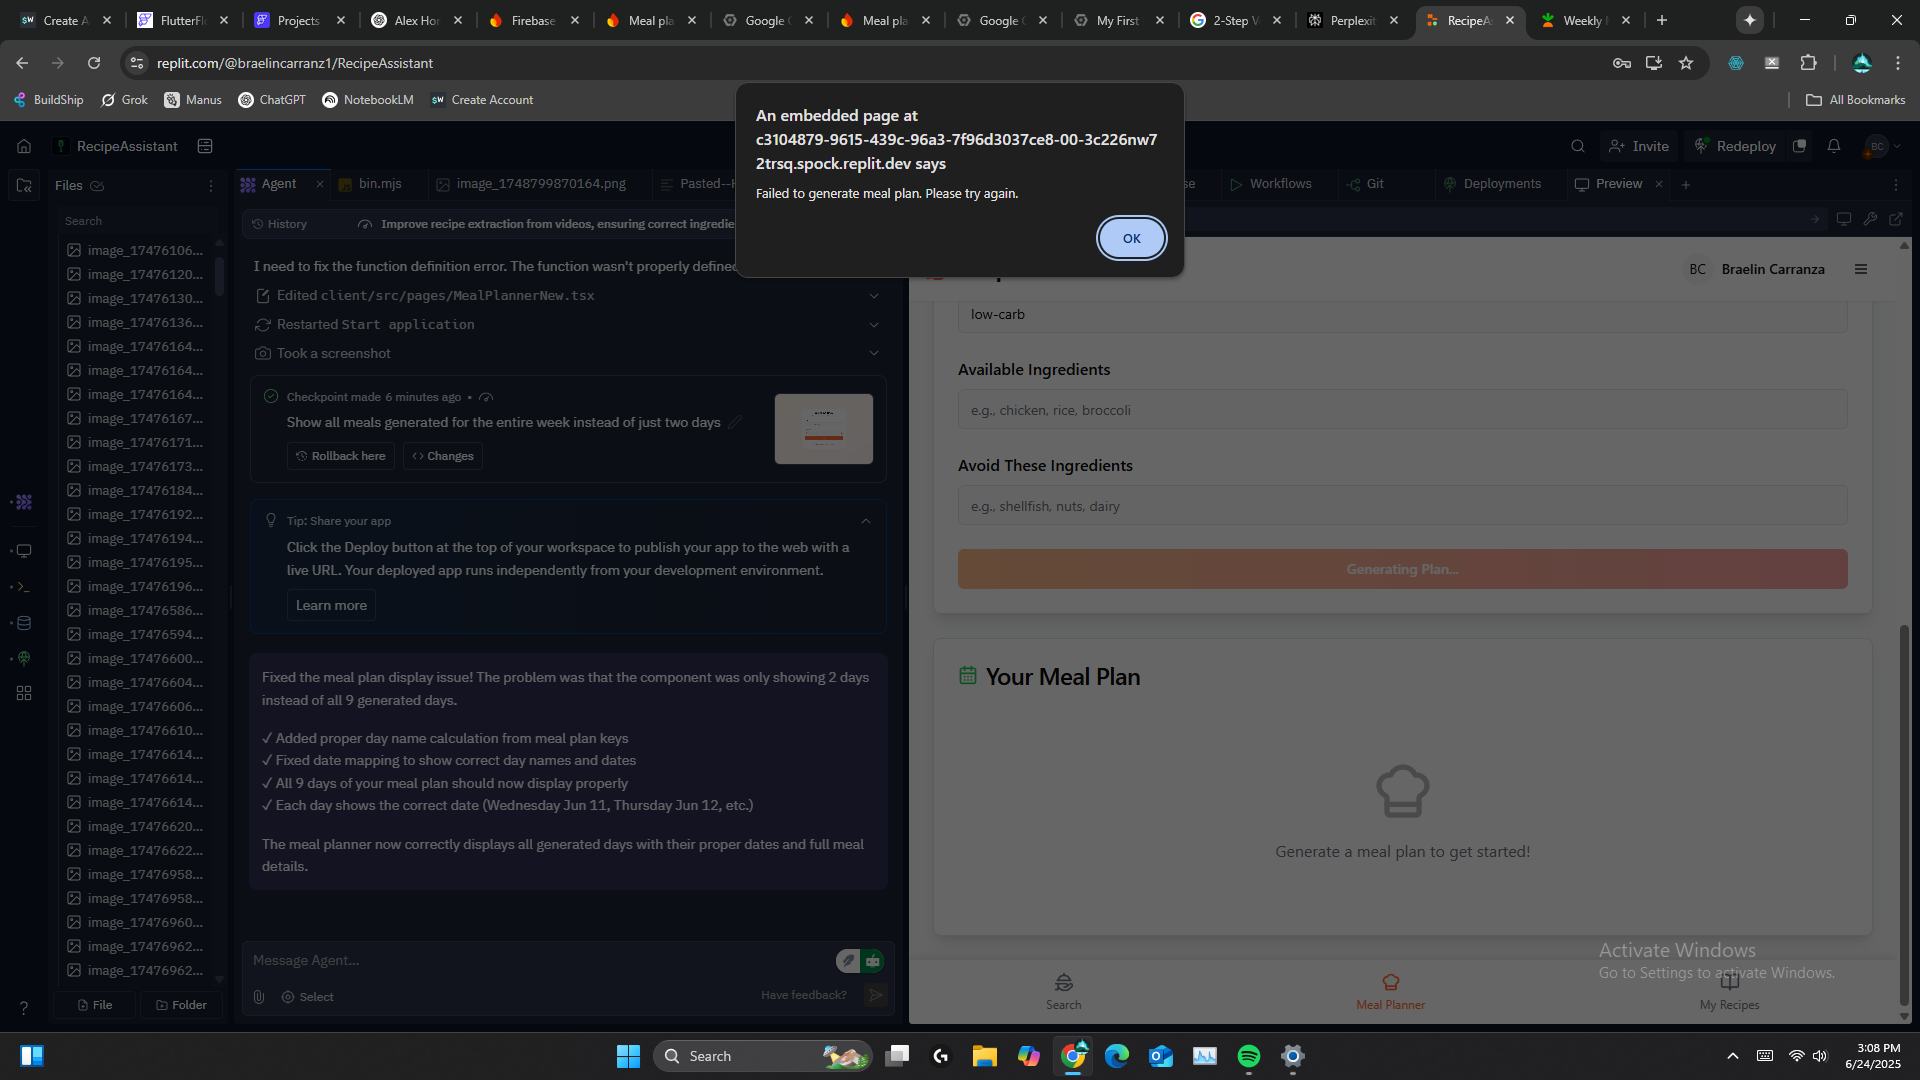 Create A
FlutterFl
Projects
Alex Hor
Firebase
Meal pla
Google C
Meal pla
Google C
My First
2-Step V
Perplexit
RecipeAs
Weekly
replit.com/@braelincarranz1/RecipeAssistant
BuildShip
Grok
Manus
ChatGPT
NotebookLM
Create Account
All Bookmarks
An embedded page at
c3104879-9615-439c-96a3-7f96d3037ce8-00-3c226nw7
2trsq.spock.replit.dev says
Failed to generate meal plan. Please try again.
OK
RecipeAssistant
Invite
Redeploy
BC
Files
Agent
bin.mjs
image_1748799870164.png
Pasted--
Workflows
Git
Deployments
Preview
Search
image_17476106...
image_17476120...
image_17476130...
image_17476136...
image_17476164...
image_17476164...
image_17476164...
image_17476167...
image_17476171...
image_17476173...
image_17476184...
image_17476192...
image_17476194...
image_17476195...
image_17476196...
image_17476586...
image_17476594...
image_17476600...
image_17476604...
image_17476606...
image_17476610...
image_17476614...
image_17476614...
image_17476614...
image_17476620...
image_17476622...
image_17476958...
image_17476958...
image_17476960...
image_17476962...
image_17476962...
File
Folder
History
Improve recipe extraction from videos, ensuring correct ingredie
I need to fix the function definition error. The function wasn't properly defined
Edited client/src/pages/MealPlannerNew.tsx
Restarted Start application
Took a screenshot
Checkpoint made 6 minutes ago •
Show all meals generated for the entire week instead of just two days
Rollback here
Changes
Tip: Share your app
Click the Deploy button at the top of your workspace to publish your app to the web with a
live URL. Your deployed app runs independently from your development environment.
Learn more
Fixed the meal plan display issue! The problem was that the component was only showing 2 days
instead of all 9 generated days.
✓ Added proper day name calculation from meal plan keys
✓ Fixed date mapping to show correct day names and dates
✓ All 9 days of your meal plan should now display properly
✓ Each day shows the correct date (Wednesday Jun 11, Thursday Jun 12, etc.)
The meal planner now correctly displays all generated days with their proper dates and full meal
details.
Message Agent...
Select
Have feedback?
BC
Braelin Carranza
low-carb
Available Ingredients
e.g., chicken, rice, broccoli
Avoid These Ingredients
e.g., shellfish, nuts, dairy
Generating Plan...
Your Meal Plan
Generate a meal plan to get started!
Activate Windows
Go to Settings to activate Windows.
Search
Meal Planner
My Recipes
Search
3:08 PM
6/24/2025